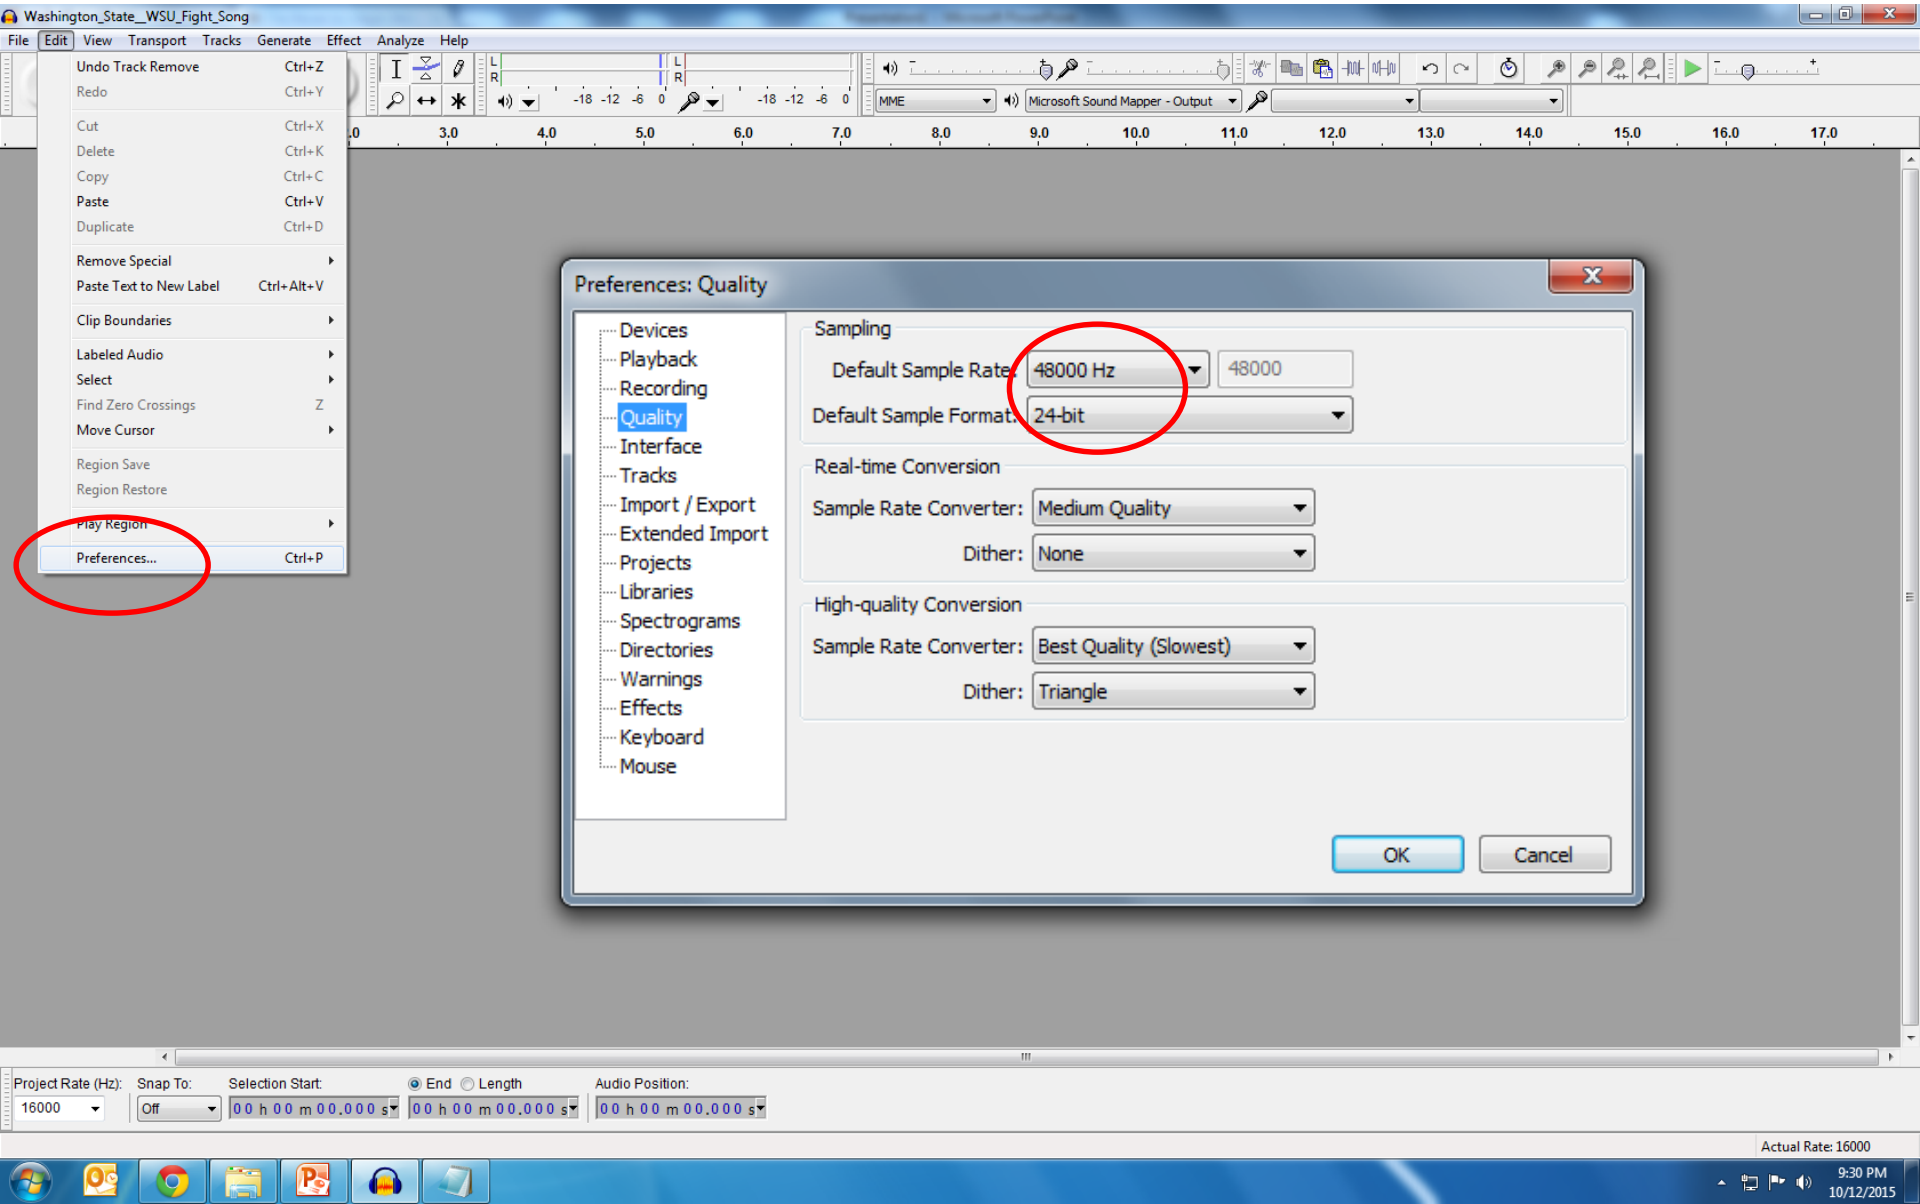 Washington_State__WSU_Fight_Song
File Edit View Transport Tracks Generate Effect Analyze Help
Undo Track Remove Ctrl+Z
Redo Ctrl+Y
Cut Ctrl+X
Delete Ctrl+K
Copy Ctrl+C
Paste Ctrl+V
Duplicate Ctrl+D
Remove Special
Paste Text to New Label Ctrl+Alt+V
Clip Boundaries
Labeled Audio
Select
Find Zero Crossings Z
Move Cursor
Region Save
Region Restore
Play Region
Preferences... Ctrl+P
L L
R R
-18 -12 -6 0 -18 -12 -6 0
MME Microsoft Sound Mapper - Output
.0 3.0 4.0 5.0 6.0 7.0 8.0 9.0 10.0 11.0 12.0 13.0 14.0 15.0 16.0 17.0
Preferences: Quality
Devices
Playback
Recording
Quality
Interface
Tracks
Import / Export
Extended Import
Projects
Libraries
Spectrograms
Directories
Warnings
Effects
Keyboard
Mouse
Sampling
Default Sample Rate: 48000 Hz 48000
Default Sample Format: 24-bit
Real-time Conversion
Sample Rate Converter: Medium Quality
Dither: None
High-quality Conversion
Sample Rate Converter: Best Quality (Slowest)
Dither: Triangle
OK Cancel
Project Rate (Hz): Snap To: Selection Start: End Length Audio Position:
16000 Off 00 h 00 m 00.000 s 00 h 00 m 00.000 s 00 h 00 m 00.000 s
Actual Rate: 16000
9:30 PM
10/12/2015